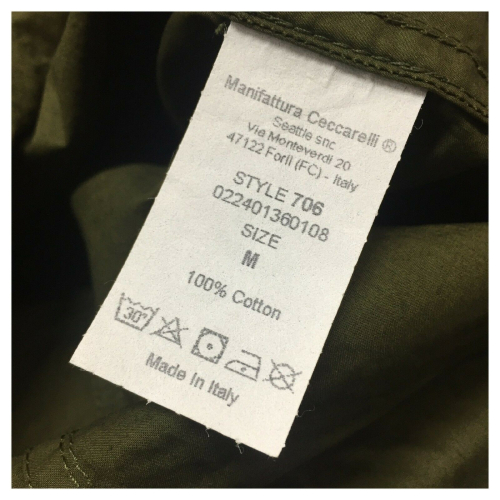 Manifattura Ceccarelli ®
Seattle snc
Via Monteverdi 20
47122 Forlì (FC) - Italy
STYLE 706
022401360108
SIZE
M
100% Cotton
30°
Made In Italy